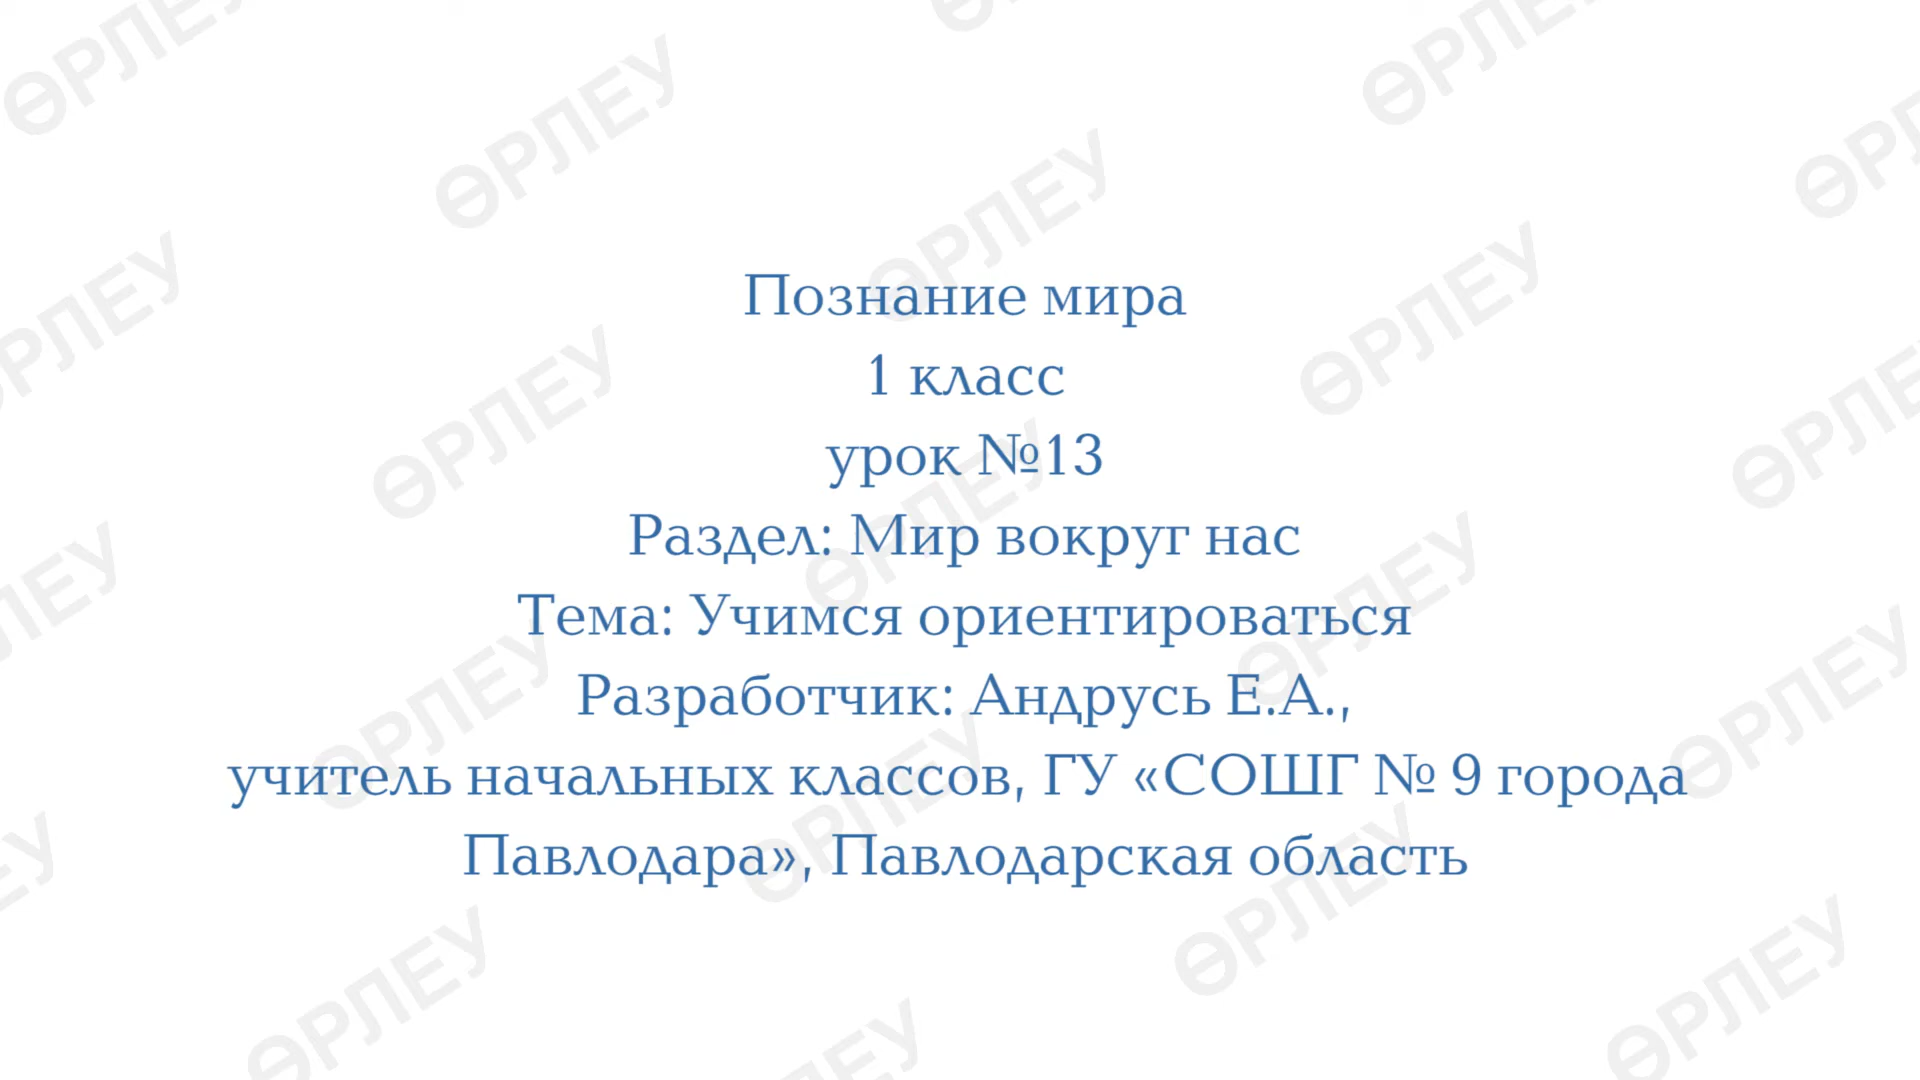 Познание мира
1 класс
урок №13
Раздел: Мир вокруг нас
Тема: Учимся ориентироваться
Разработчик: Андрусь Е.А.,
учитель начальных классов, ГУ «СОШГ № 9 города
Павлодара», Павлодарская область
ӨРЛЕУ